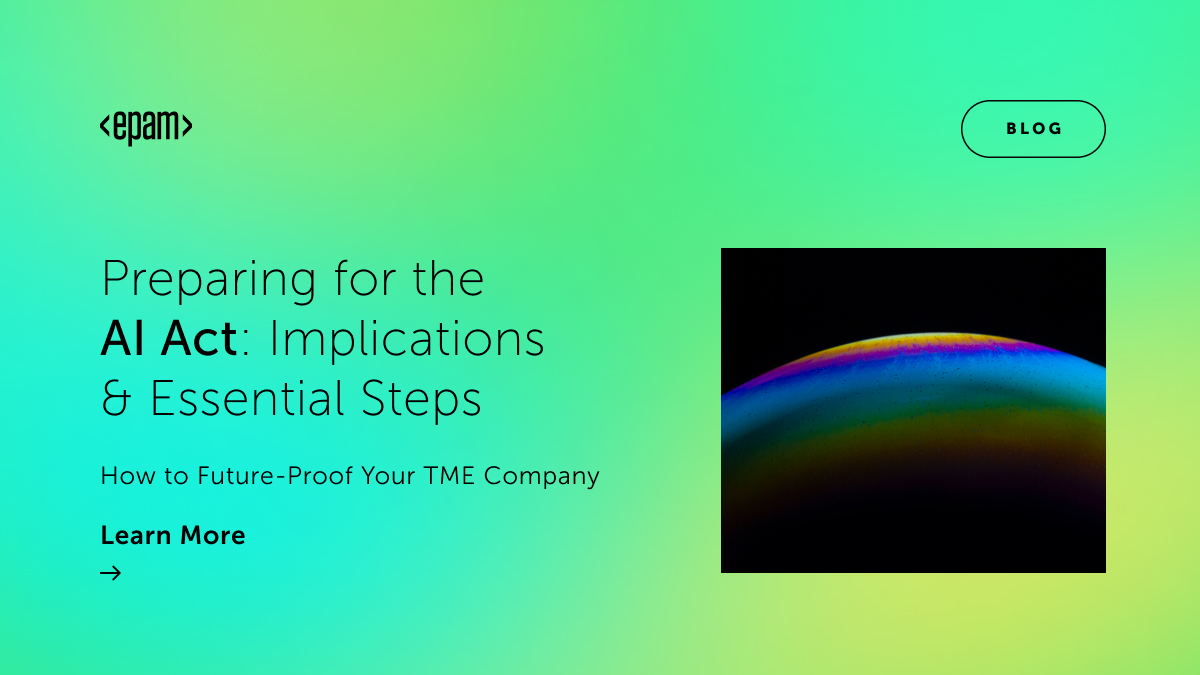 <epam>
BLOG
Preparing for the
AI Act: Implications
& Essential Steps
How to Future-Proof Your TME Company
Learn More
→